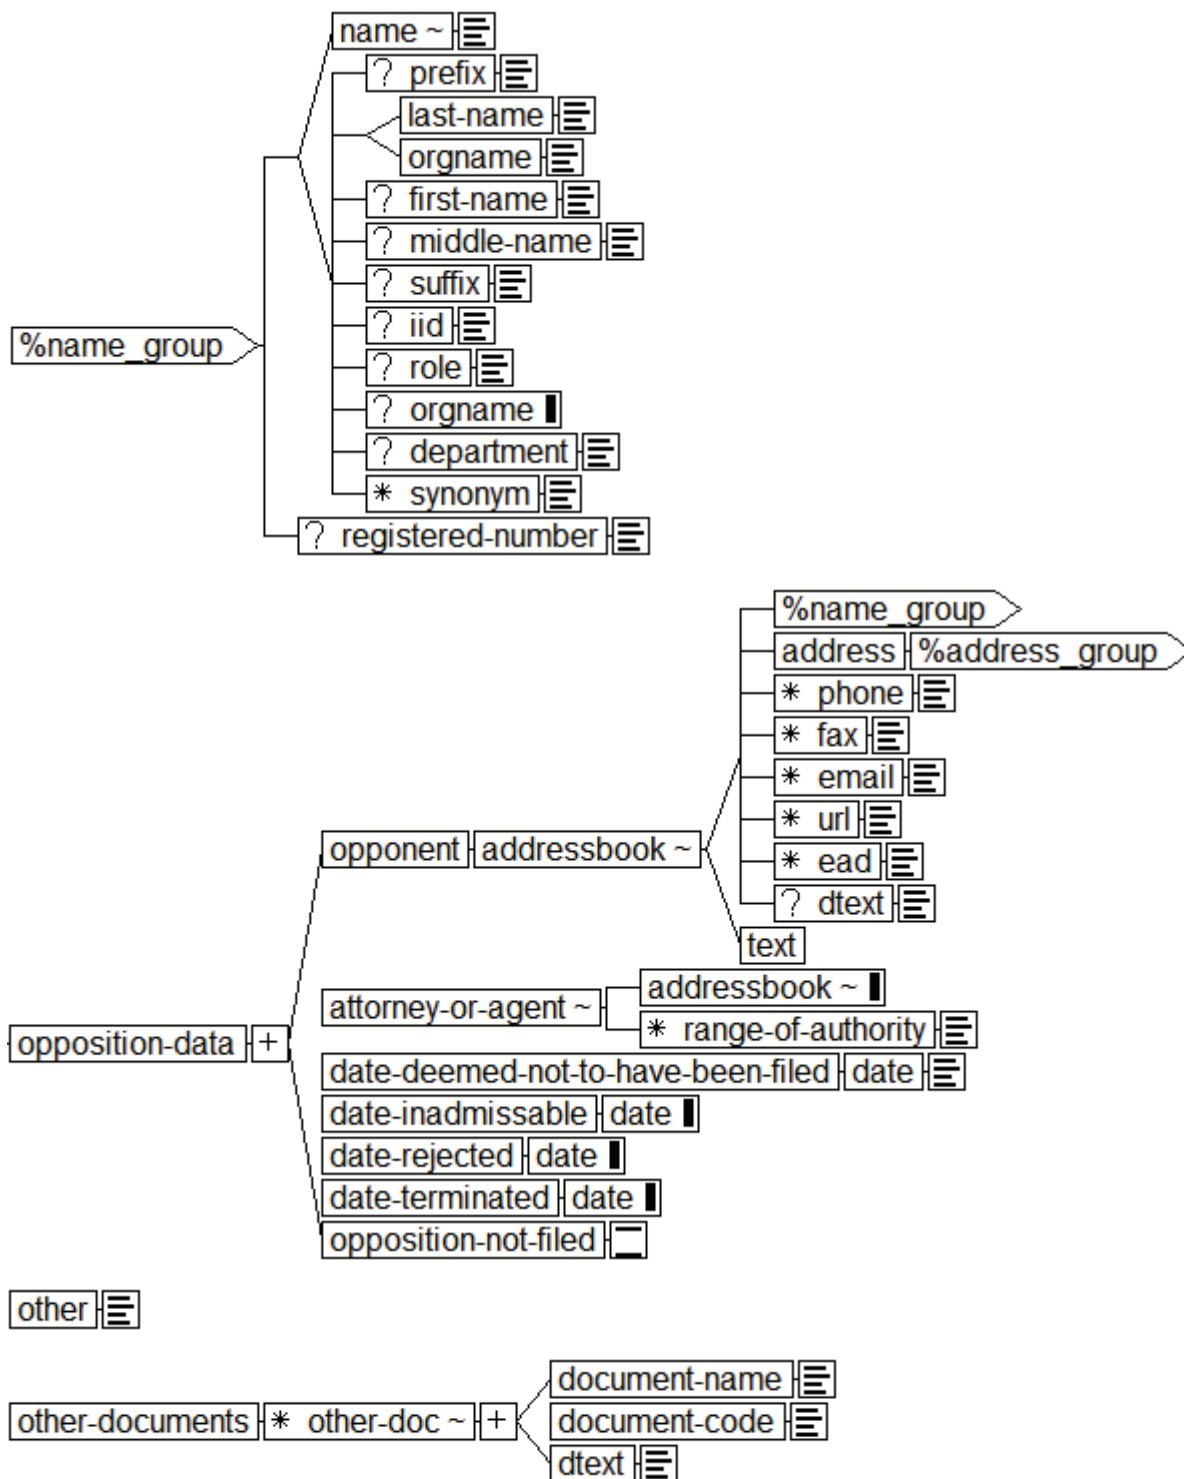 name ~
? prefix
last-name
orgname
? first-name
? middle-name
? suffix
? iid
%name_group
? role
? orgname
? department
* synonym
? registered-number
%name_group
address %address_group
* phone
* fax
* email
* url
opponent addressbook ~
* ead
? dtext
text
addressbook ~
attorney-or-agent ~
* range-of-authority
opposition-data +
date-deemed-not-to-have-been-filed date
date-inadmissable date
date-rejected date
date-terminated date
opposition-not-filed
other
document-name
other-documents * other-doc ~ +
document-code
dtext